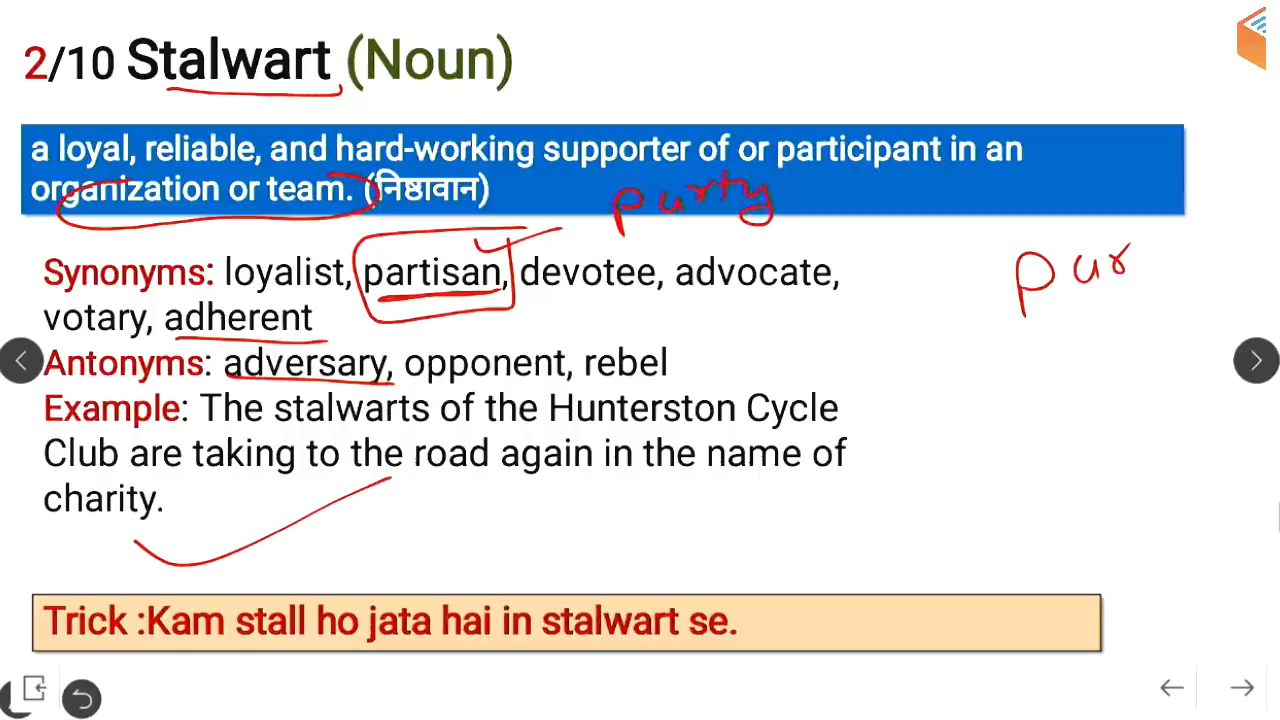 2/10 Stalwart (Noun)
a loyal, reliable, and hard-working supporter of or participant in an
organization or team. (निष्ठावान)
party
Synonyms: loyalist, partisan, devotee, advocate,
par
votary, adherent
Antonyms: adversary, opponent, rebel
Example: The stalwarts of the Hunterston Cycle
Club are taking to the road again in the name of
charity.
Trick :Kam stall ho jata hai in stalwart se.